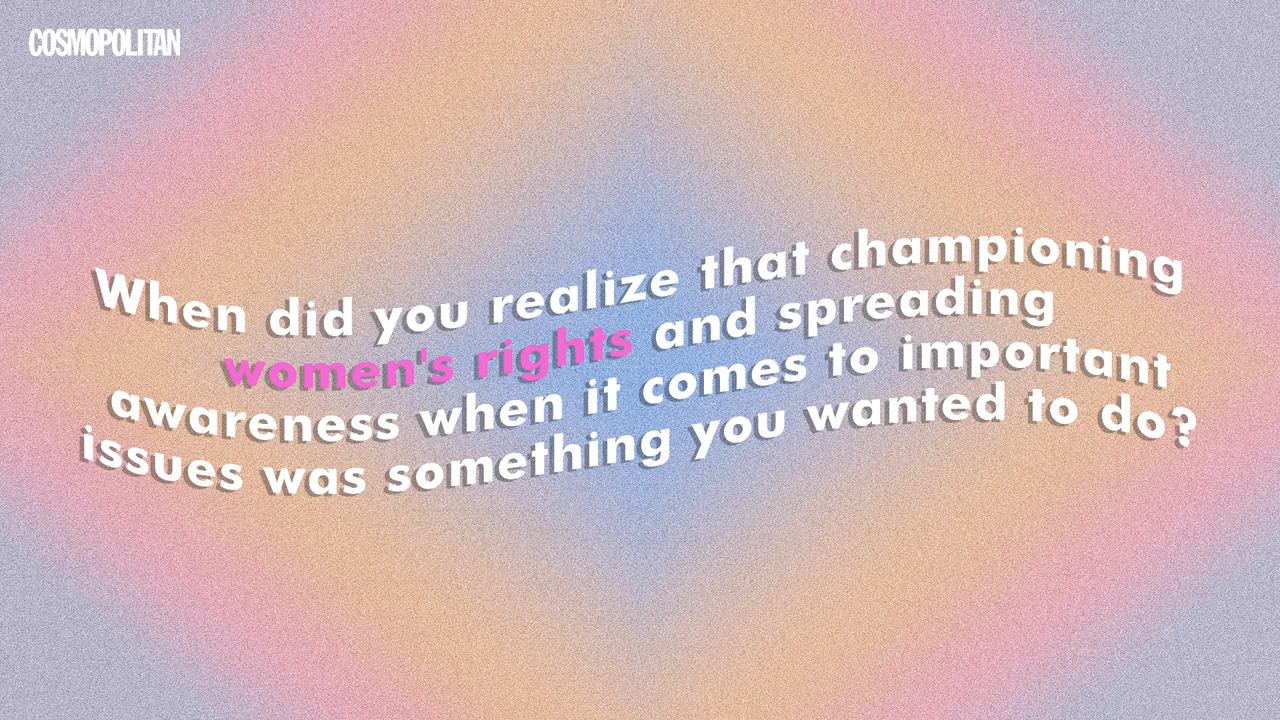 COSMOPOLITAN
When did you realize that championing
women's rights and spreading
awareness when it comes to important
issues was something you wanted to do?